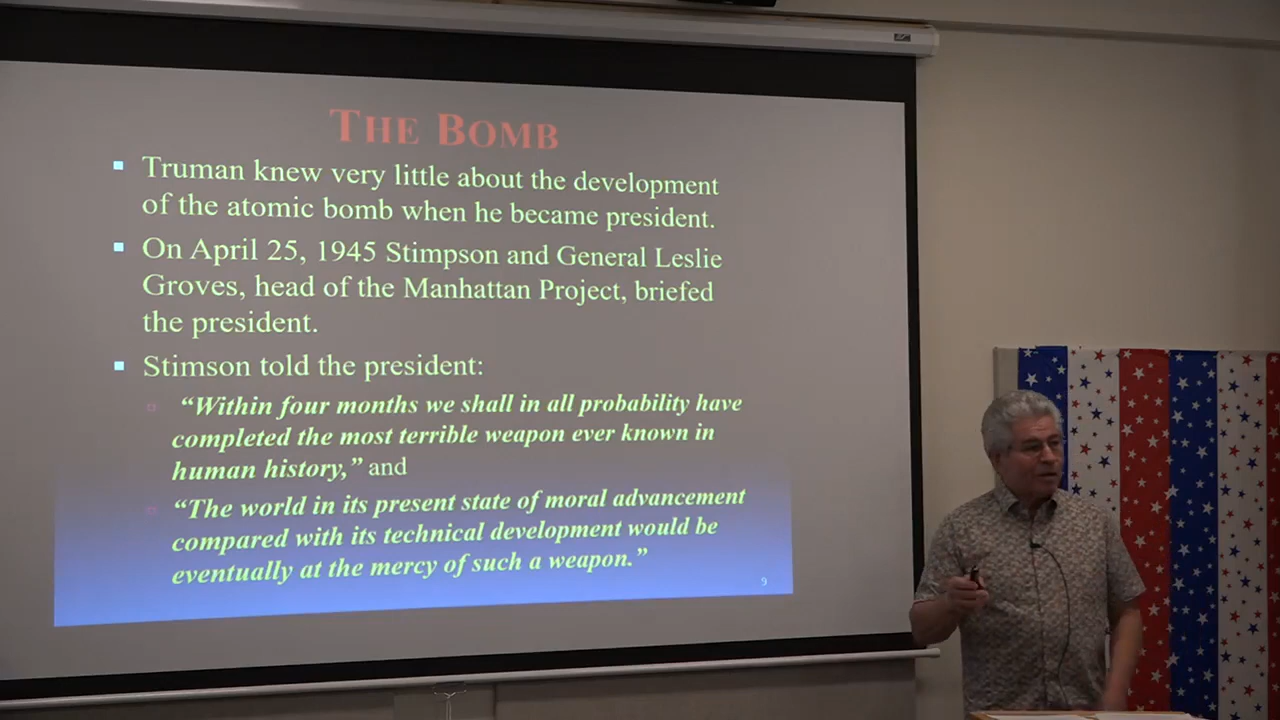 THE BOMB
Truman knew very little about the development
of the atomic bomb when he became president.
On April 25, 1945 Stimpson and General Leslie
Groves, head of the Manhattan Project, briefed
the president.
Stimson told the president:
“Within four months we shall in all probability have
completed the most terrible weapon ever known in
human history,” and
“The world in its present state of moral advancement
compared with its technical development would be
eventually at the mercy of such a weapon.”
9